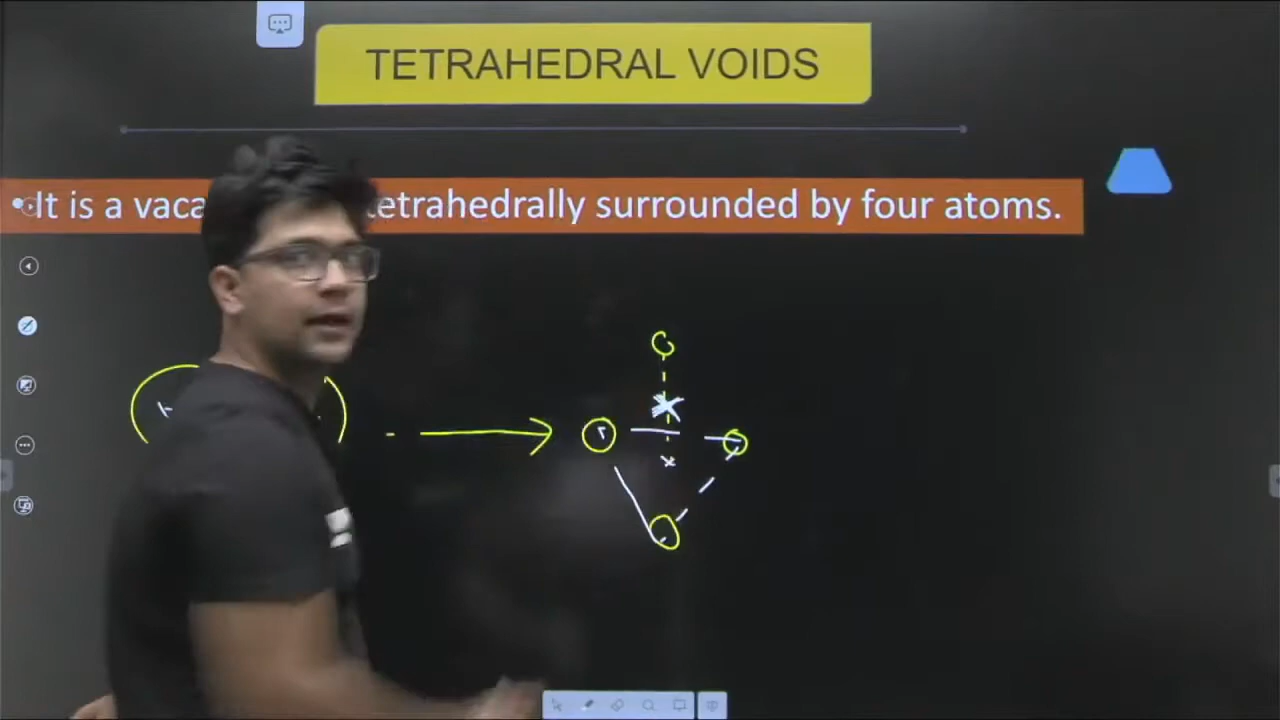 TETRAHEDRAL VOIDS
It is a vaca tetrahedrally surrounded by four atoms.
r